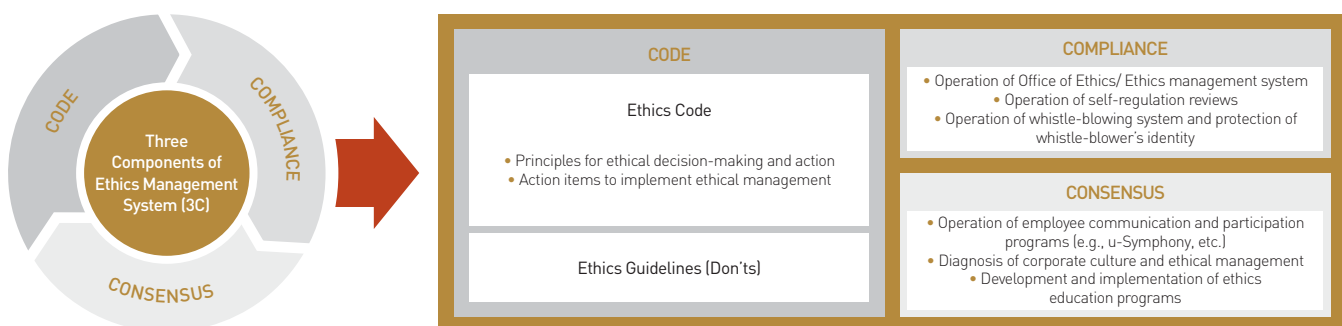 CODE
COMPLIANCE
CONSENSUS
Three
Components of
Ethics Management
System (3C)
CODE
Ethics Code
• Principles for ethical decision-making and action
• Action items to implement ethical management
Ethics Guidelines (Don'ts)
COMPLIANCE
• Operation of Office of Ethics/ Ethics management system
• Operation of self-regulation reviews
• Operation of whistle-blowing system and protection of
whistle-blower's identity
CONSENSUS
• Operation of employee communication and participation
programs (e.g., u-Symphony, etc.)
• Diagnosis of corporate culture and ethical management
• Development and implementation of ethics
education programs